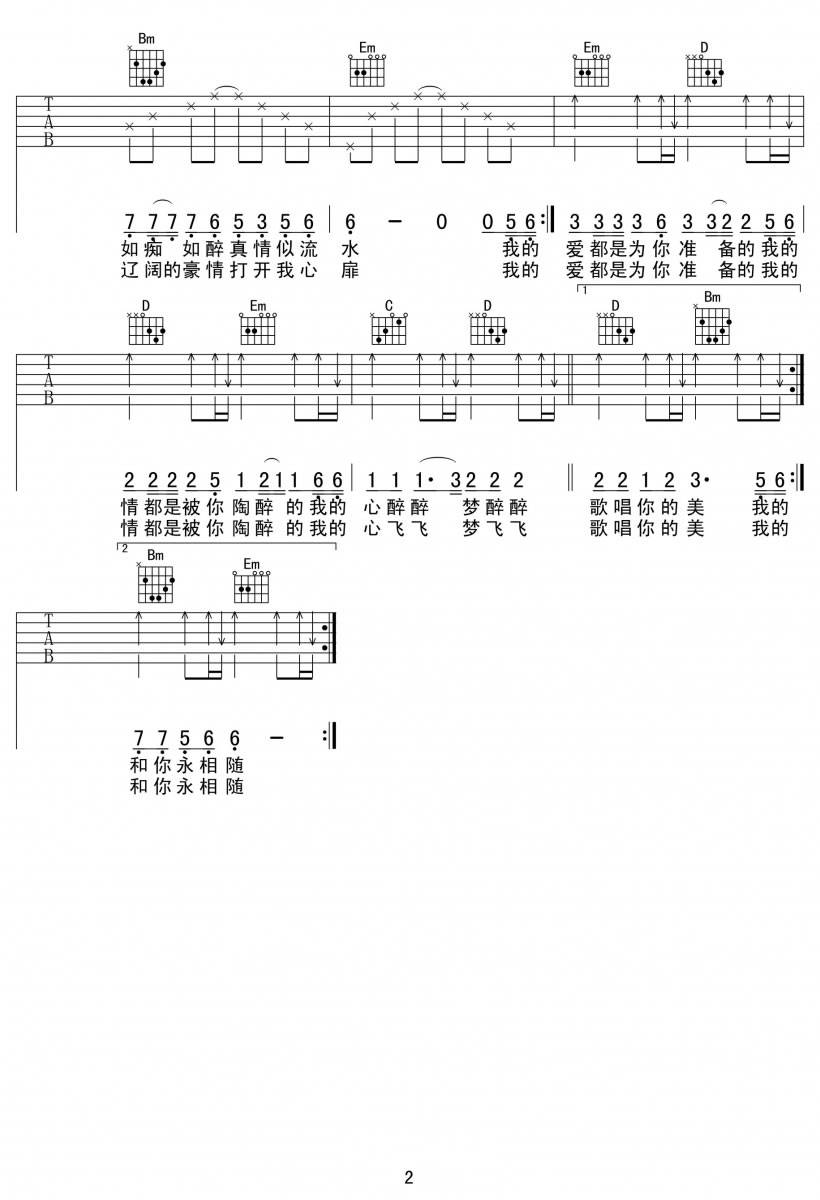 Bm Em Em D
T
A
B
7 7 7 7 6 5 3 5 6 6 - 0 0 5 6 3 3 3 3 6 3 3 2 2 5 6
如痴 如醉真情似流 水 我的 爱都是为你准 备的我的
辽阔的豪情打开我心 扉 我的 爱都是为你准 备的我的
D Em C D 1 D Bm
T
A
B
2 2 2 2 5 1 2 1 1 6 6 1 1 1· 3 2 2 2 2 2 1 2 3· 5 6
情都是被你陶醉 的我的 心醉醉 梦醉醉 歌唱你的美 我的
情都是被你陶醉 的我的 心飞飞 梦飞飞 歌唱你的美 我的
2 Bm Em
T
A
B
7 7 5 6 6 -
和你永相随
和你永相随
2